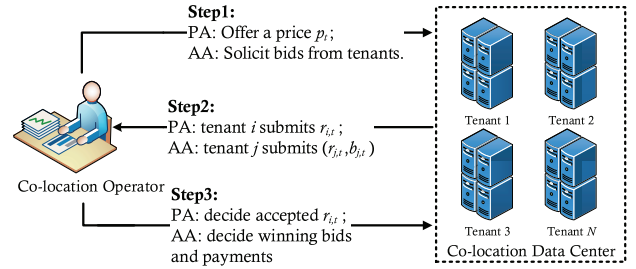 Step1:
PA: Offer a price p_t ;
AA: Solicit bids from tenants.
Step2:
PA: tenant i submits r_{i,t} ;
AA: tenant j submits (r_{j,t} ,b_{j,t} )
Co-location Operator
Step3:
PA: decide accepted r_{i,t} ;
AA: decide winning bids
and payments
Tenant 1
Tenant 2
Tenant 3
Tenant N
Co-location Data Center